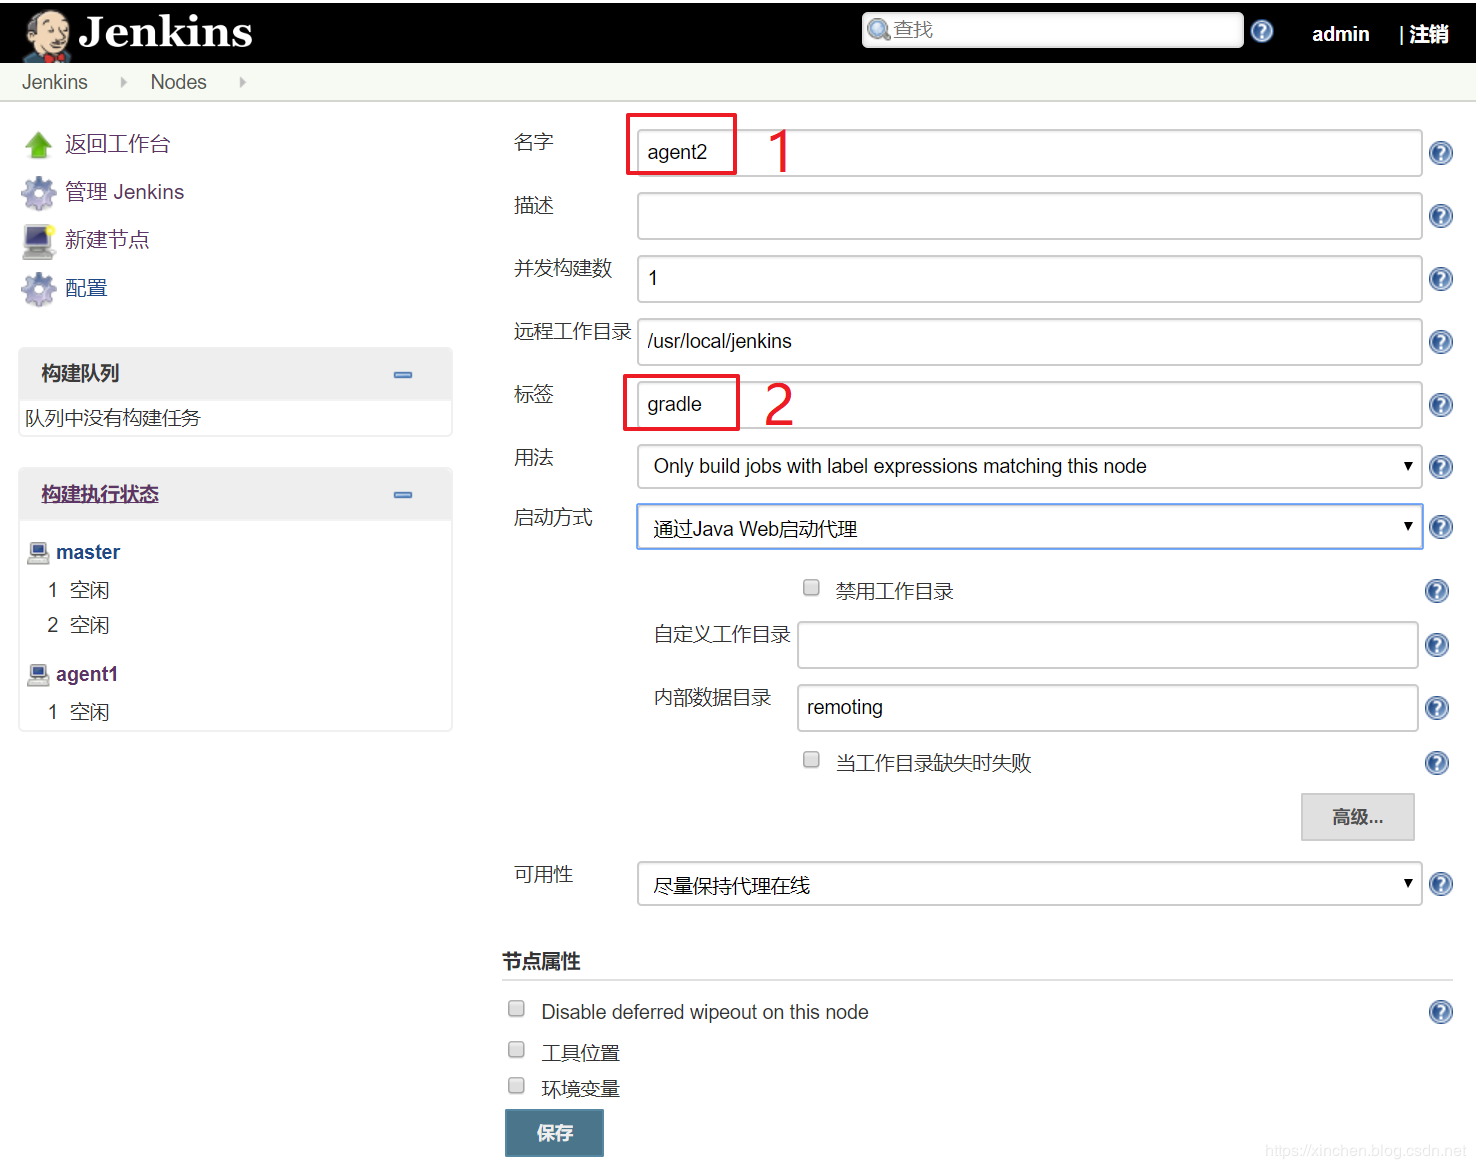 Jenkins
查找
admin
| 注销
Jenkins
Nodes
返回工作台
管理 Jenkins
新建节点
配置
构建队列
队列中没有构建任务
构建执行状态
master
1 空闲
2 空闲
agent1
1 空闲
名字
agent2
1
描述
并发构建数
1
远程工作目录
/usr/local/jenkins
标签
gradle
2
用法
Only build jobs with label expressions matching this node
启动方式
通过Java Web启动代理
禁用工作目录
自定义工作目录
内部数据目录
remoting
当工作目录缺失时失败
高级...
可用性
尽量保持代理在线
节点属性
Disable deferred wipeout on this node
工具位置
环境变量
保存
https://xinchen.blog.csdn.net